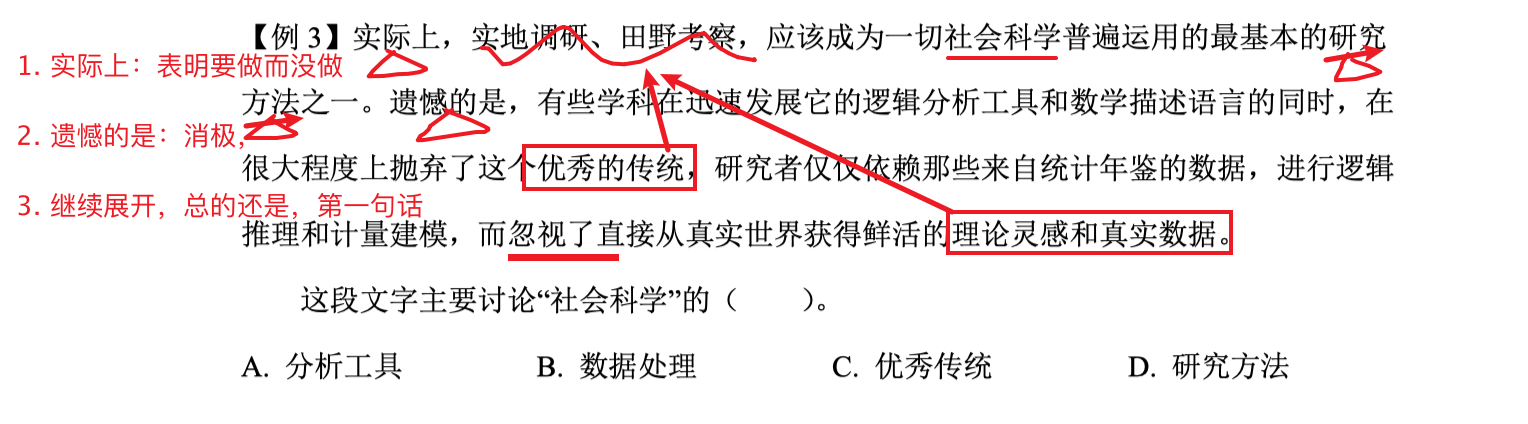 【例 3】实际上，实地调研、田野考察，应该成为一切社会科学普遍运用的最基本的研究
1. 实际上：表明要做而没做
方法之一。遗憾的是，有些学科在迅速发展它的逻辑分析工具和数学描述语言的同时，在
2. 遗憾的是：消极，
很大程度上抛弃了这个优秀的传统，研究者仅仅依赖那些来自统计年鉴的数据，进行逻辑
3. 继续展开，总的还是，第一句话
推理和计量建模，而忽视了直接从真实世界获得鲜活的理论灵感和真实数据。
这段文字主要讨论“社会科学”的（　　）。
A. 分析工具 B. 数据处理 C. 优秀传统 D. 研究方法